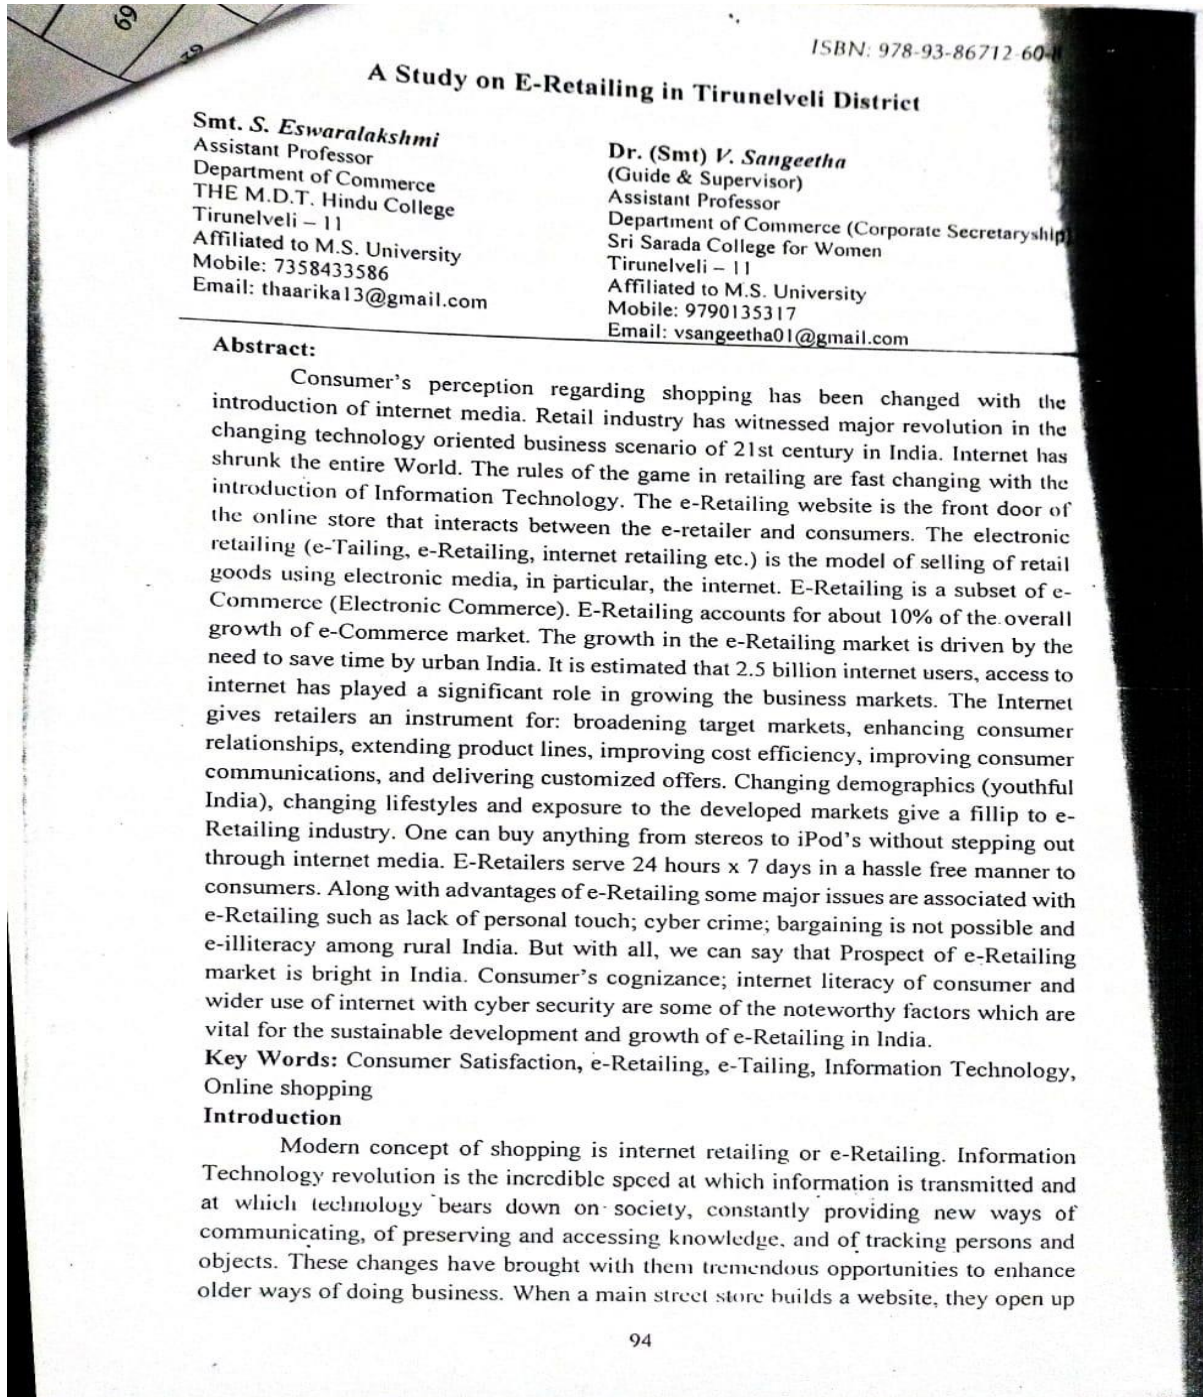 69
62
ISBN: 978-93-86712-60-
A Study on E-Retailing in Tirunelveli District
Smt. S. Eswaralakshmi
Assistant Professor
Department of Commerce
THE M.D.T. Hindu College
Tirunelveli – 11
Affiliated to M.S. University
Mobile: 7358433586
Email: thaarika13@gmail.com
Dr. (Smt) V. Sangeetha
(Guide & Supervisor)
Assistant Professor
Department of Commerce (Corporate Secretaryship)
Sri Sarada College for Women
Tirunelveli – 11
Affiliated to M.S. University
Mobile: 9790135317
Email: vsangeetha01@gmail.com
Abstract:
Consumer's perception regarding shopping has been changed with the
introduction of internet media. Retail industry has witnessed major revolution in the
changing technology oriented business scenario of 21st century in India. Internet has
shrunk the entire World. The rules of the game in retailing are fast changing with the
introduction of Information Technology. The e-Retailing website is the front door of
the online store that interacts between the e-retailer and consumers. The electronic
retailing (e-Tailing, e-Retailing, internet retailing etc.) is the model of selling of retail
goods using electronic media, in particular, the internet. E-Retailing is a subset of e-
Commerce (Electronic Commerce). E-Retailing accounts for about 10% of the overall
growth of e-Commerce market. The growth in the e-Retailing market is driven by the
need to save time by urban India. It is estimated that 2.5 billion internet users, access to
internet has played a significant role in growing the business markets. The Internet
gives retailers an instrument for: broadening target markets, enhancing consumer
relationships, extending product lines, improving cost efficiency, improving consumer
communications, and delivering customized offers. Changing demographics (youthful
India), changing lifestyles and exposure to the developed markets give a fillip to e-
Retailing industry. One can buy anything from stereos to iPod's without stepping out
through internet media. E-Retailers serve 24 hours x 7 days in a hassle free manner to
consumers. Along with advantages of e-Retailing some major issues are associated with
e-Retailing such as lack of personal touch; cyber crime; bargaining is not possible and
e-illiteracy among rural India. But with all, we can say that Prospect of e-Retailing
market is bright in India. Consumer's cognizance; internet literacy of consumer and
wider use of internet with cyber security are some of the noteworthy factors which are
vital for the sustainable development and growth of e-Retailing in India.
Key Words: Consumer Satisfaction, e-Retailing, e-Tailing, Information Technology,
Online shopping
Introduction
Modern concept of shopping is internet retailing or e-Retailing. Information
Technology revolution is the incredible speed at which information is transmitted and
at which technology bears down on society, constantly providing new ways of
communicating, of preserving and accessing knowledge, and of tracking persons and
objects. These changes have brought with them tremendous opportunities to enhance
older ways of doing business. When a main street store builds a website, they open up
94